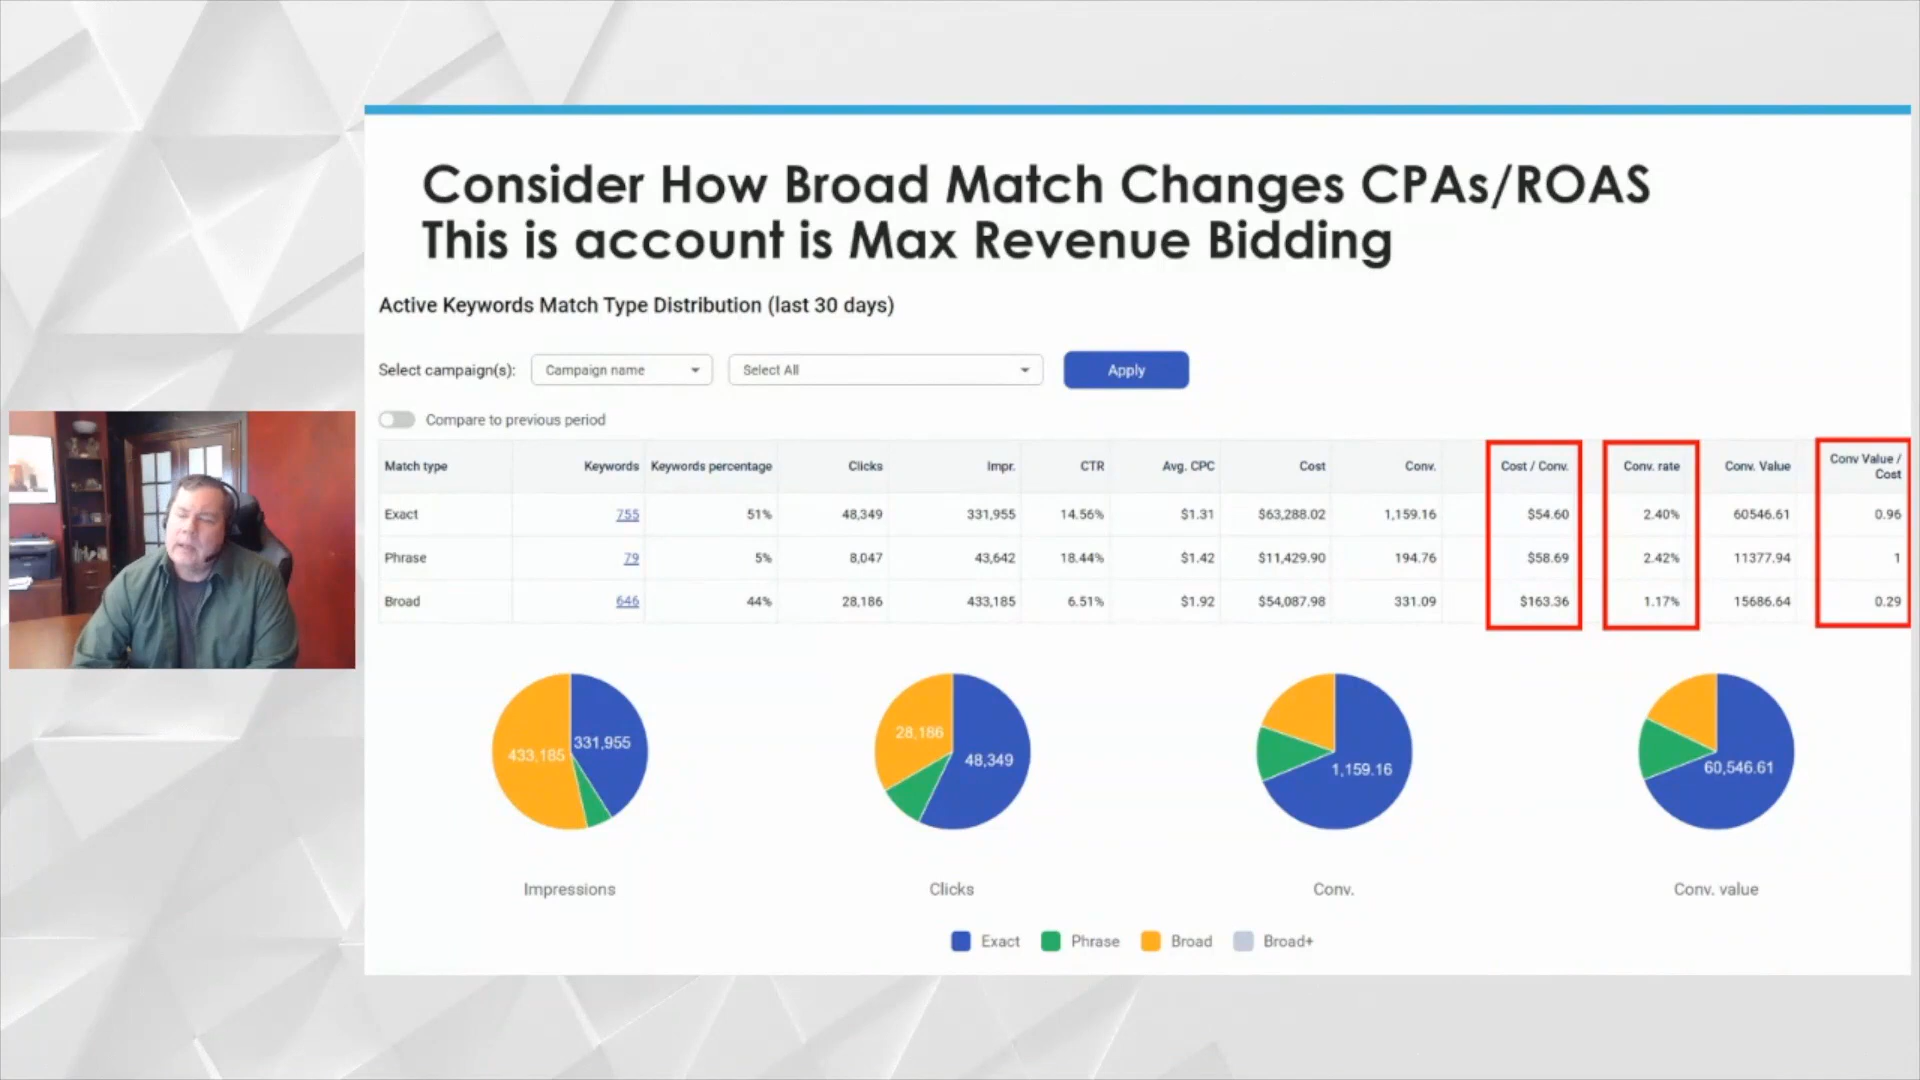 Consider How Broad Match Changes CPAs/ROAS
This is account is Max Revenue Bidding
Active Keywords Match Type Distribution (last 30 days)
Select campaign(s): Campaign name Select All Apply
Compare to previous period
Match type Keywords Keywords percentage Clicks Impr. CTR Avg. CPC Cost Conv. Cost / Conv. Conv. rate Conv. Value Conv Value /
Cost
Exact 755 51% 48,349 331,955 14.56% $1.31 $63,288.02 1,159.16 $54.60 2.40% 60546.61 0.96
Phrase 79 5% 8,047 43,642 18.44% $1.42 $11,429.90 194.76 $58.69 2.42% 11377.94 1
Broad 646 44% 28,186 433,185 6.51% $1.92 $54,087.98 331.09 $163.36 1.17% 15686.64 0.29
433,185 331,955
28,186 48,349
1,159.16
60,546.61
Impressions Clicks Conv. Conv. value
Exact Phrase Broad Broad+